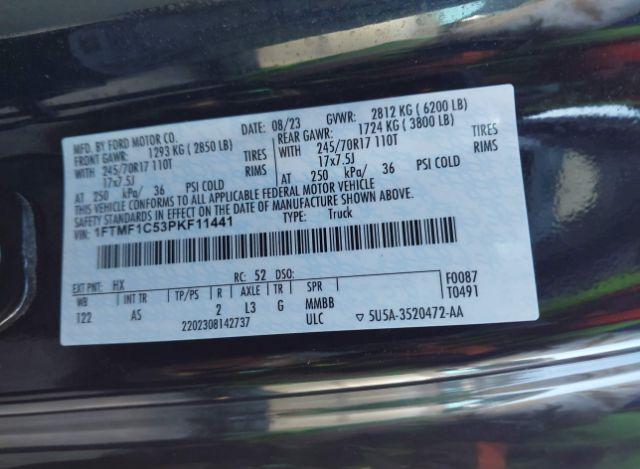 MFD. BY FORD MOTOR CO.
DATE: 08/23 GVWR: 2812 KG ( 6200 LB)
FRONT GAWR: 1293 KG ( 2850 LB) REAR GAWR: 1724 KG ( 3800 LB)
WITH 245/70R17 110T TIRES WITH 245/70R17 110T TIRES
17x7.5J RIMS 17x7.5J RIMS
AT 250 kPa/ 36 PSI COLD AT 250 kPa/ 36 PSI COLD
THIS VEHICLE CONFORMS TO ALL APPLICABLE FEDERAL MOTOR VEHICLE
SAFETY STANDARDS IN EFFECT ON THE DATE OF MANUFACTURE SHOWN ABOVE.
VIN: 1FTMF1C53PKF11441 TYPE: Truck
EXT PNT: HX RC: 52 DSO:
WB INT TR TP/PS R AXLE TR SPR F0087
122 AS 2 L3 G MMBB T0491
2202308142737 ULC ▽ 5U5A-3520472-AA